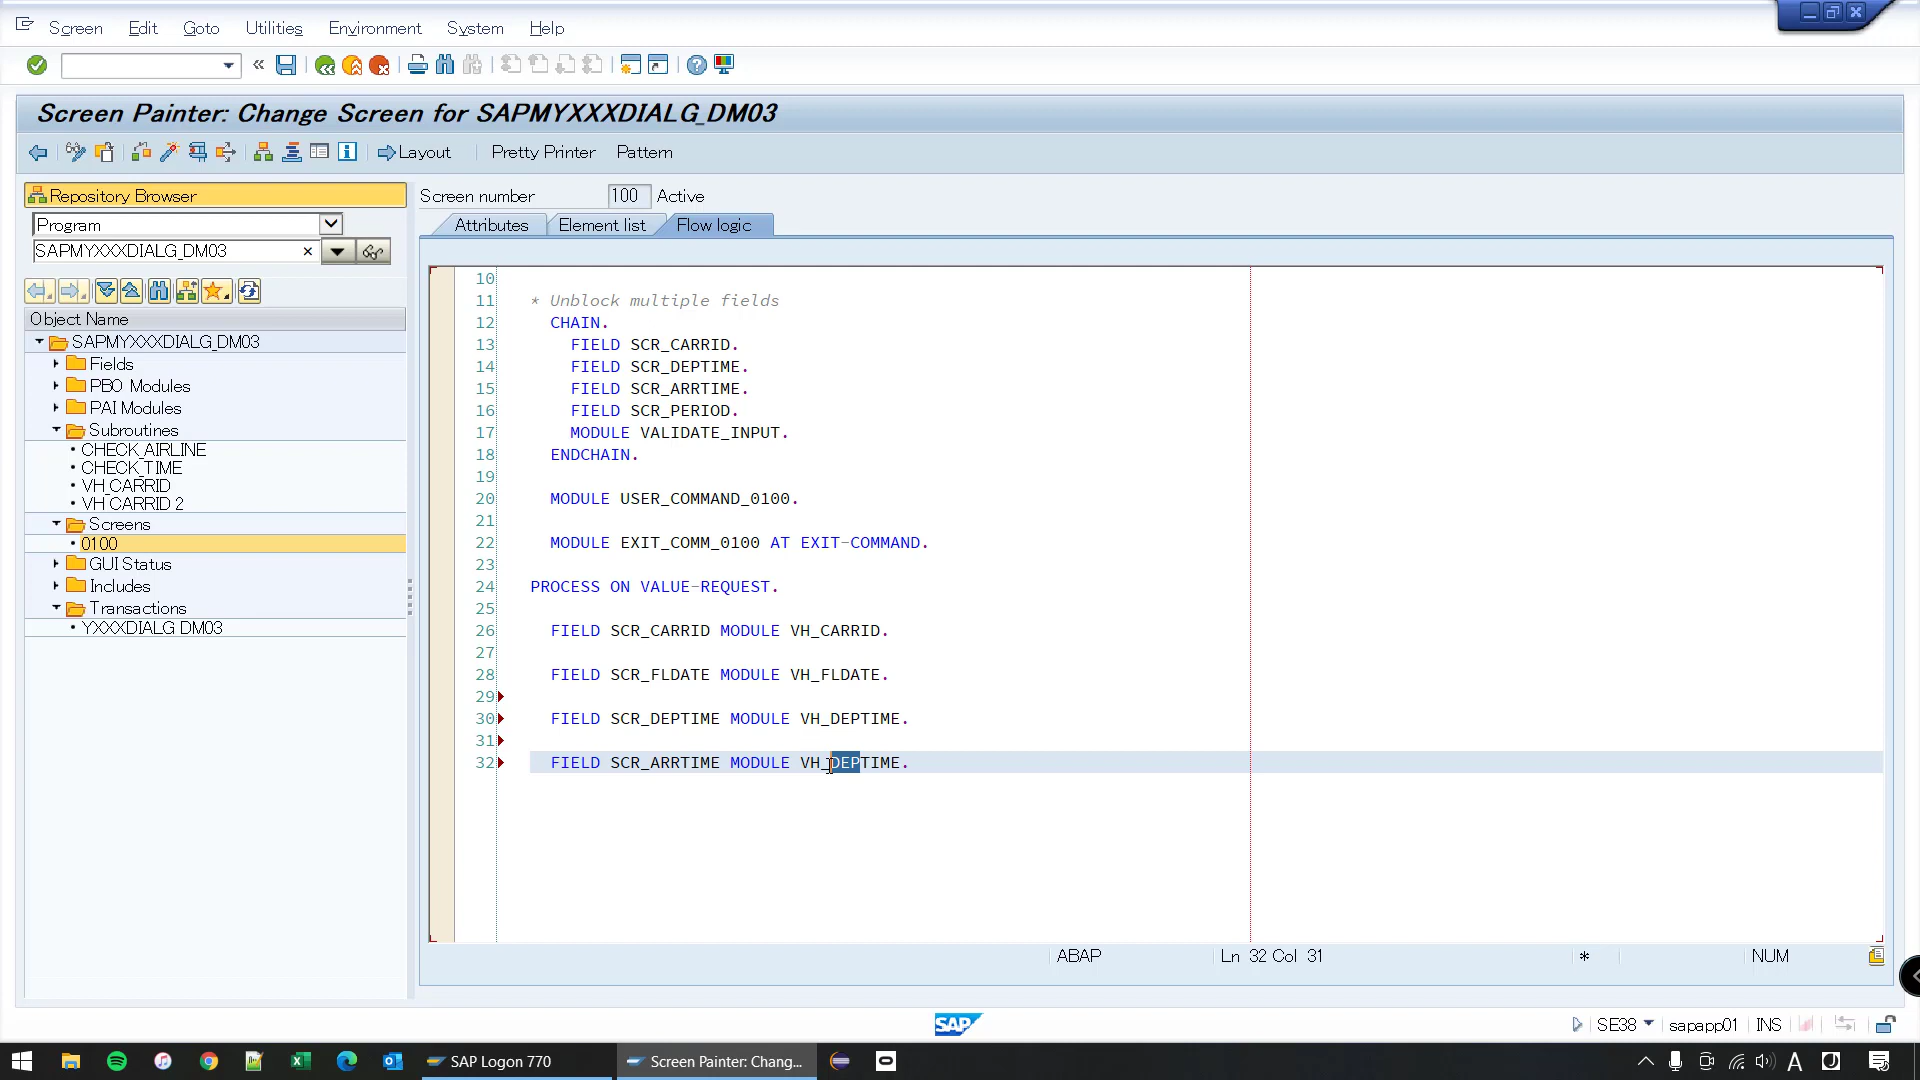 Screen Edit Goto Utilities Environment System Help
Screen Painter: Change Screen for SAPMYXXXDIALG_DM03
Layout Pretty Printer Pattern
Repository Browser
Program
SAPMYXXXDIALG_DM03
Object Name
SAPMYXXXDIALG_DM03
Fields
PBO Modules
PAI Modules
Subroutines
CHECK_AIRLINE
CHECK_TIME
VH_CARRID
VH_CARRID_2
Screens
0100
GUI Status
Includes
Transactions
YXXXDIALG_DM03
Screen number 100 Active
Attributes Element list Flow logic
10
11 * Unblock multiple fields
12 CHAIN.
13 FIELD SCR_CARRID.
14 FIELD SCR_DEPTIME.
15 FIELD SCR_ARRTIME.
16 FIELD SCR_PERIOD.
17 MODULE VALIDATE_INPUT.
18 ENDCHAIN.
19
20 MODULE USER_COMMAND_0100.
21
22 MODULE EXIT_COMM_0100 AT EXIT-COMMAND.
23
24 PROCESS ON VALUE-REQUEST.
25
26 FIELD SCR_CARRID MODULE VH_CARRID.
27
28 FIELD SCR_FLDATE MODULE VH_FLDATE.
29
30 FIELD SCR_DEPTIME MODULE VH_DEPTIME.
31
32 FIELD SCR_ARRTIME MODULE VH_DEPTIME.
ABAP Ln 32 Col 31 * NUM
SAP
SE38 sapapp01 INS
SAP Logon 770 Screen Painter: Chang... A